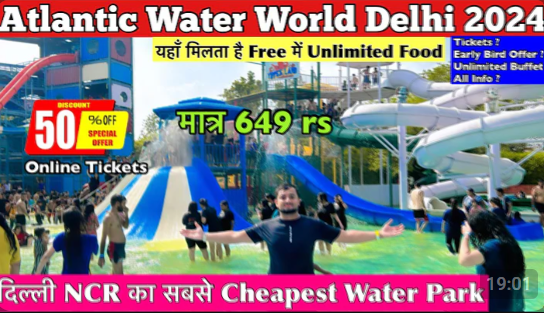 Atlantic Water World Delhi 2024
यहाँ मिलता है Free में Unlimited Food
Tickets ?
Early Bird Offer ?
Unlimited Buffet
All Info ?
DISCOUNT
50 % OFF
SPECIAL OFFER
Online Tickets
मात्र 649 rs
दिल्ली NCR का सबसे Cheapest Water Park
19:01